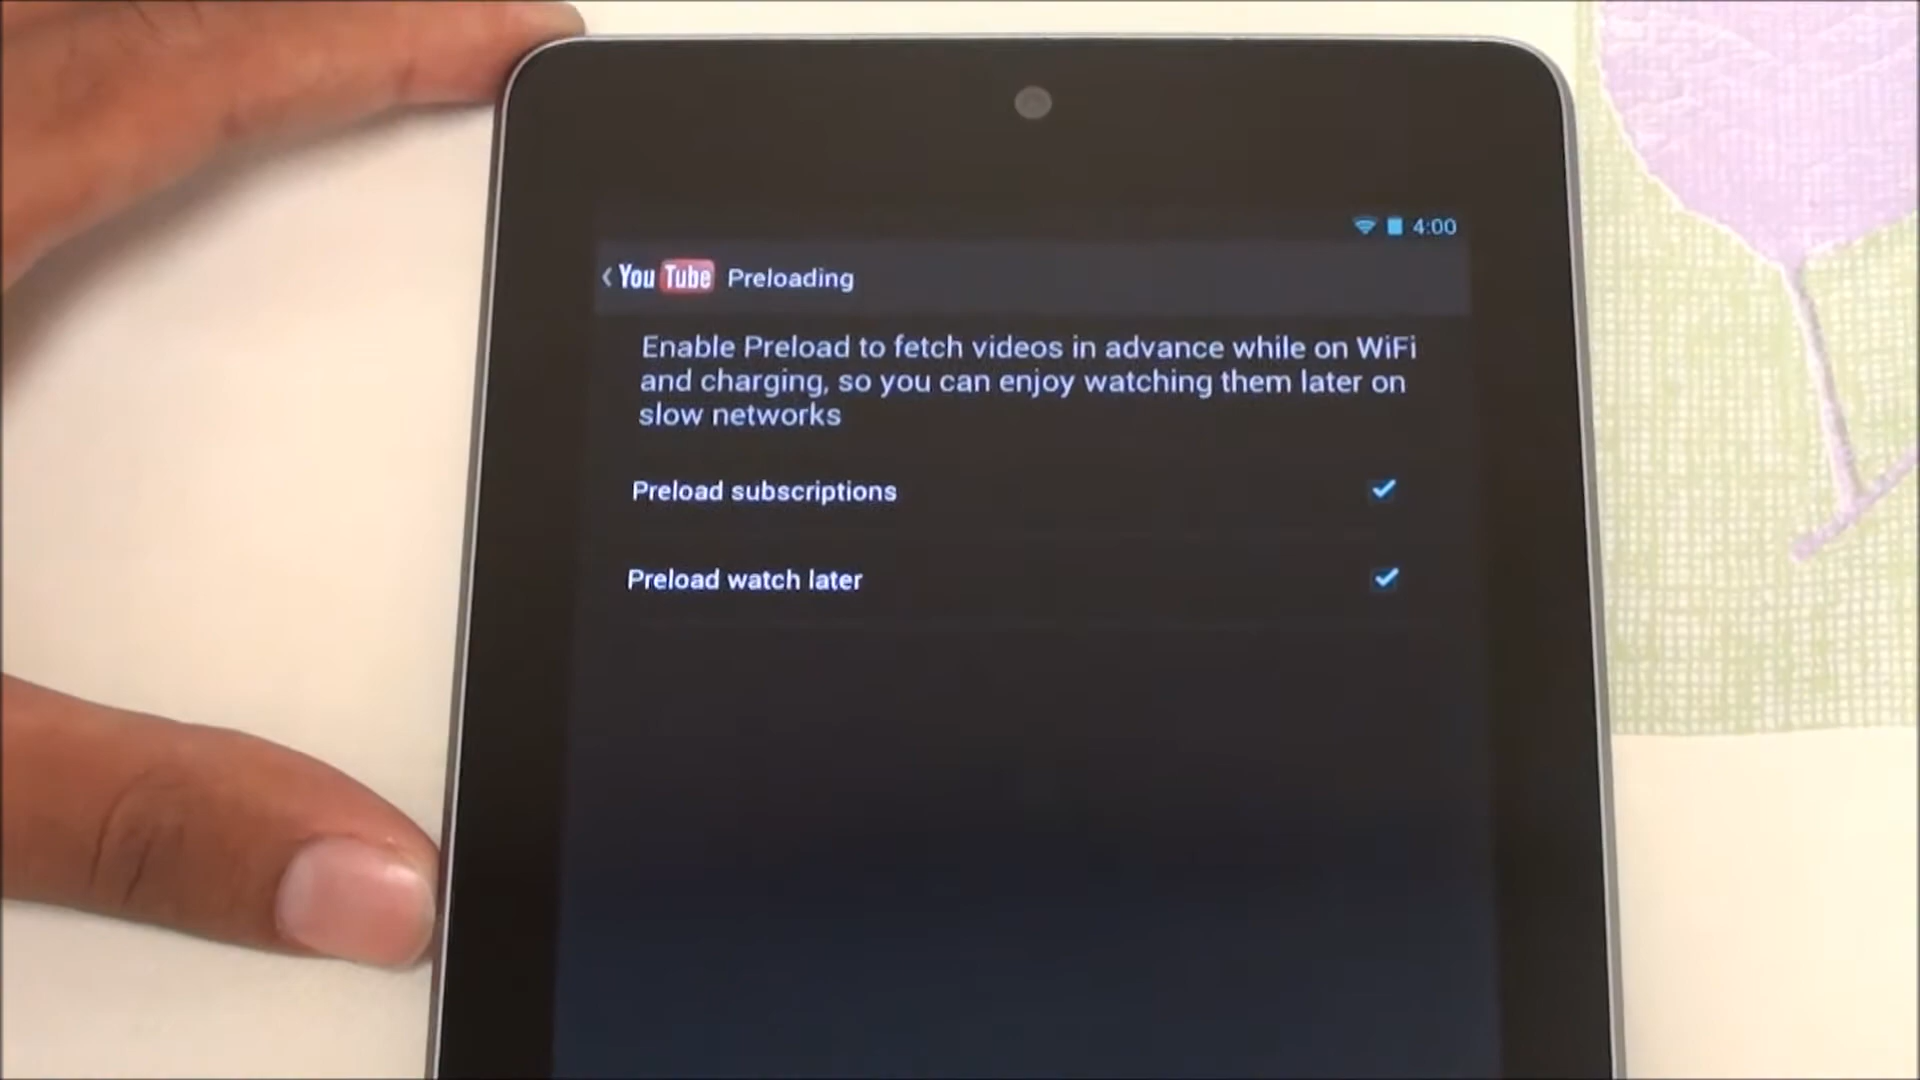 4:00
YouTube Preloading
Enable Preload to fetch videos in advance while on WiFi
and charging, so you can enjoy watching them later on
slow networks
Preload subscriptions
Preload watch later